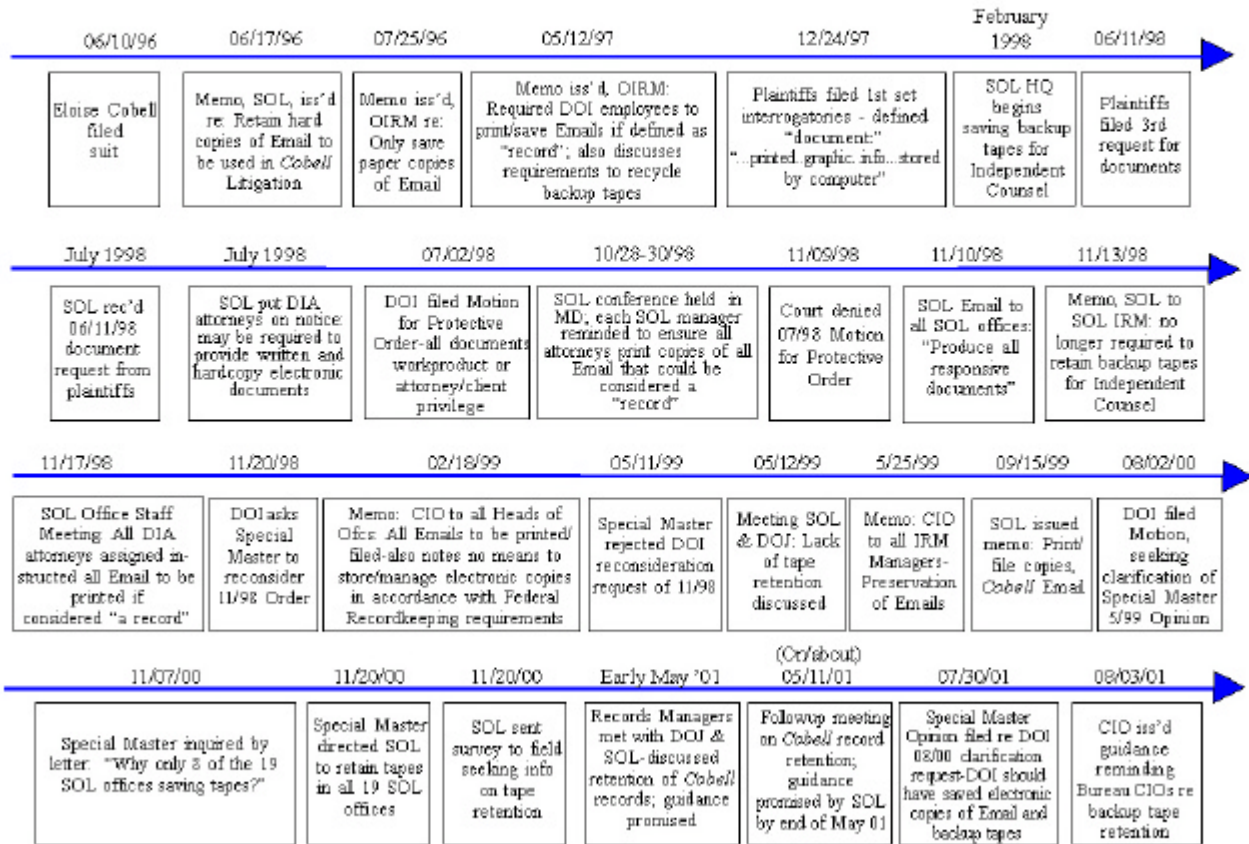 06/10/96
06/17/96
07/25/96
05/12/97
12/24/97
February
1998
06/11/98
Eloise Cobell
filed
suit
Memo, SOL, iss'd
re: Retain hard
copies of Email to
be used in Cobell
Litigation
Memo iss'd,
OIRM re:
Only save
paper copies
of Email
Memo iss'd, OIRM:
Required DOI employees to
print/save Emails if defined as
"record"; also discusses
requirements to recycle
backup tapes
Plaintiffs filed 1st set
interrogatories - defined
"document:"
"...printed..graphic..info...stored
by computer"
SOL HQ
begins
saving backup
tapes for
Independent
Counsel
Plaintiffs
filed 3rd
request for
documents
July 1998
July 1998
07/02/98
10/28-30/98
11/09/98
11/10/98
11/13/98
SOL rec'd
06/11/98
document
request from
plaintiffs
SOL put DIA
attorneys on notice:
may be required to
provide written and
hardcopy electronic
documents
DOI filed Motion
for Protective
Order-all documents
workproduct or
attorney/client
privilege
SOL conference held in
MD; each SOL manager
reminded to ensure all
attorneys print copies of all
Email that could be
considered a
"record"
Court denied
07/98 Motion
for Protective
Order
SOL Email to
all SOL offices:
"Produce all
responsive
documents"
Memo, SOL to
SOL IRM: no
longer required to
retain backup tapes
for Independent
Counsel
11/17/98
11/20/98
02/18/99
05/11/99
05/12/99
5/25/99
09/15/99
08/02/00
SOL Office Staff
Meeting. All DIA
attorneys assigned in-
structed all Email to be
printed if
considered "a record"
DOI asks
Special
Master to
reconsider
11/98 Order
Memo: CIO to all Heads of
Ofcs: All Emails to be printed/
filed-also notes no means to
store/manage electronic copies
in accordance with Federal
Recordkeeping requirements
Special Master
rejected DOI
reconsideration
request of 11/98
Meeting SOL
& DOJ: Lack
of tape
retention
discussed
Memo: CIO
to all IRM
Managers-
Preservation
of Emails
SOL issued
memo: Print/
file copies,
Cobell Email
DOI filed
Motion,
seeking
clarification of
Special Master
5/99 Opinion
11/07/00
11/20/00
11/20/00
Early May '01
(On/about)
05/11/01
07/30/01
08/03/01
Special Master inquired by
letter: "Why only 8 of the 19
SOL offices saving tapes?"
Special Master
directed SOL
to retain tapes
in all 19 SOL
offices
SOL sent
survey to field
seeking info
on tape
retention
Records Managers
met with DOJ &
SOL-discussed
retention of Cobell
records; guidance
promised
Followup meeting
on Cobell record
retention;
guidance
promised by SOL
by end of May 01
Special Master
Opinion filed re DOI
08/00 clarification
request-DOI should
have saved electronic
copies of Email and
backup tapes
CIO iss'd
guidance
reminding
Bureau CIOs re
backup tape
retention